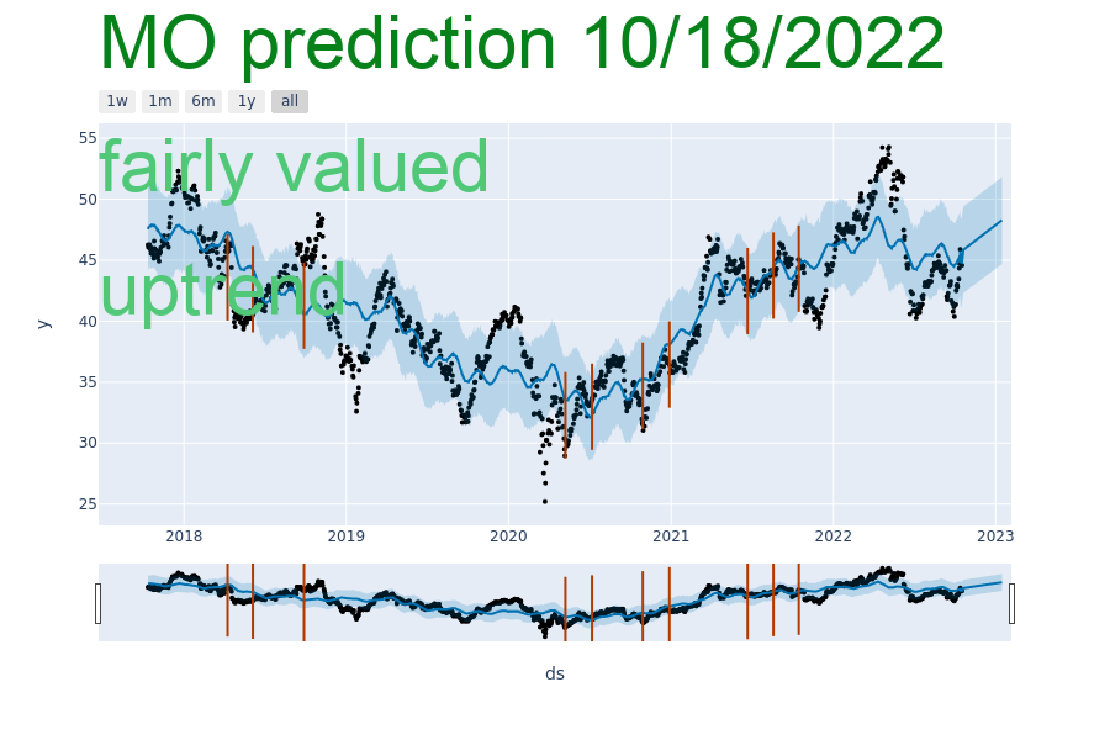 MO prediction 10/18/2022
1w 1m 6m 1y all
fairly valued
uptrend
55
50
45
40
35
30
25
y
2018 2019 2020 2021 2022 2023
ds